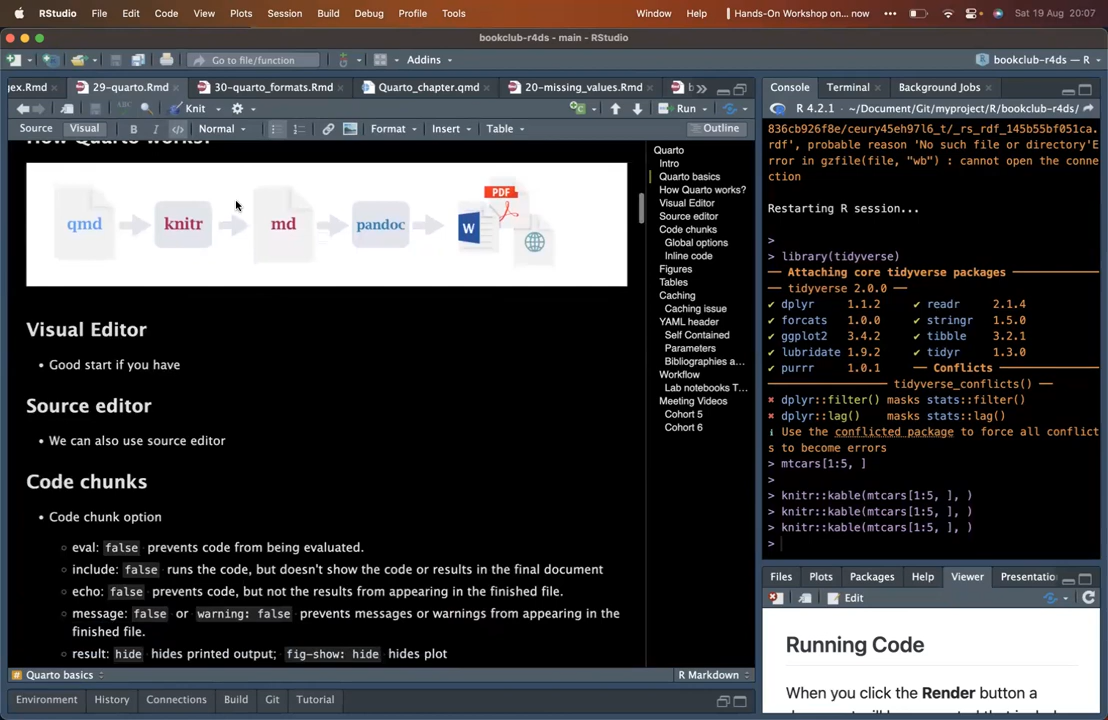 RStudio File Edit Code View Plots Session Build Debug Profile Tools Window Help Hands-On Workshop on... now Sat 19 Aug 20:07
bookclub-r4ds - main - RStudio
Go to file/function Addins bookclub-r4ds — R
gex.Rmd 29-quarto.Rmd 30-quarto_formats.Rmd Quarto_chapter.qmd 20-missing_values.Rmd b
Knit Run
Source Visual B I Normal Format Insert Table Outline
How Quarto works?
qmd knitr md pandoc W PDF
Visual Editor
• Good start if you have
Source editor
• We can also use source editor
Code chunks
• Code chunk option
eval: false prevents code from being evaluated.
include: false runs the code, but doesn't show the code or results in the final document
echo: false prevents code, but not the results from appearing in the finished file.
message: false or warning: false prevents messages or warnings from appearing in the
finished file.
result: hide hides printed output; fig-show: hide hides plot
Quarto basics R Markdown
Quarto
Intro
Quarto basics
How Quarto works?
Visual Editor
Source editor
Code chunks
Global options
Inline code
Figures
Tables
Caching
Caching issue
YAML header
Self Contained
Parameters
Bibliographies a...
Workflow
Lab notebooks T...
Meeting Videos
Cohort 5
Cohort 6
Environment History Connections Build Git Tutorial
Console Terminal Background Jobs
R 4.2.1 · ~/Document/Git/myproject/R/bookclub-r4ds/
836cb926f8e/ceury45eh97l6_t/_rs_rdf_145b55bf051ca.
rdf', probable reason 'No such file or directory'E
rror in gzfile(file, "wb") : cannot open the conne
ction
Restarting R session...
>
> library(tidyverse)
── Attaching core tidyverse packages ───────
── tidyverse 2.0.0 ──
✔ dplyr 1.1.2 ✔ readr 2.1.4
✔ forcats 1.0.0 ✔ stringr 1.5.0
✔ ggplot2 3.4.2 ✔ tibble 3.2.1
✔ lubridate 1.9.2 ✔ tidyr 1.3.0
✔ purrr 1.0.1 ── Conflicts
────────── tidyverse_conflicts() ──
✖ dplyr::filter() masks stats::filter()
✖ dplyr::lag() masks stats::lag()
ℹ Use the conflicted package to force all conflict
s to become errors
> mtcars[1:5, ]
>
> knitr::kable(mtcars[1:5, ], )
> knitr::kable(mtcars[1:5, ], )
> knitr::kable(mtcars[1:5, ], )
>
Files Plots Packages Help Viewer Presentatio
Edit
Running Code
When you click the Render button a